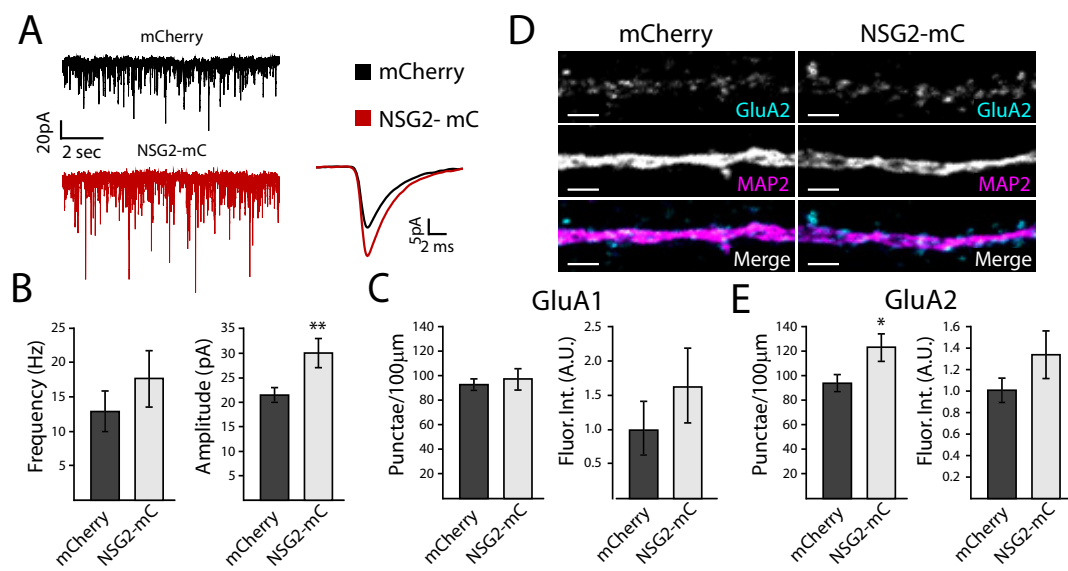 A
mCherry
20pA
2 sec
NSG2-mC
mCherry
NSG2- mC
5pA
2 ms
D
mCherry
NSG2-mC
GluA2
GluA2
MAP2
MAP2
Merge
Merge
B
Frequency (Hz)
25
20
15
10
5
mCherry
NSG2-mC
Amplitude (pA)
35
30
25
20
15
10
5
**
mCherry
NSG2-mC
C
GluA1
Punctae/100μm
140
120
100
80
60
40
20
mCherry
NSG2-mC
Fluor.Int. (A.U.)
2.5
2.0
1.5
1.0
0.5
mCherry
NSG2-mC
E
GluA2
Punctae/100μm
140
120
100
80
60
40
20
*
mCherry
NSG2-mC
Fluor.Int. (A.U.)
1.6
1.4
1.2
1.0
0.8
0.6
0.4
0.2
mCherry
NSG2-mC